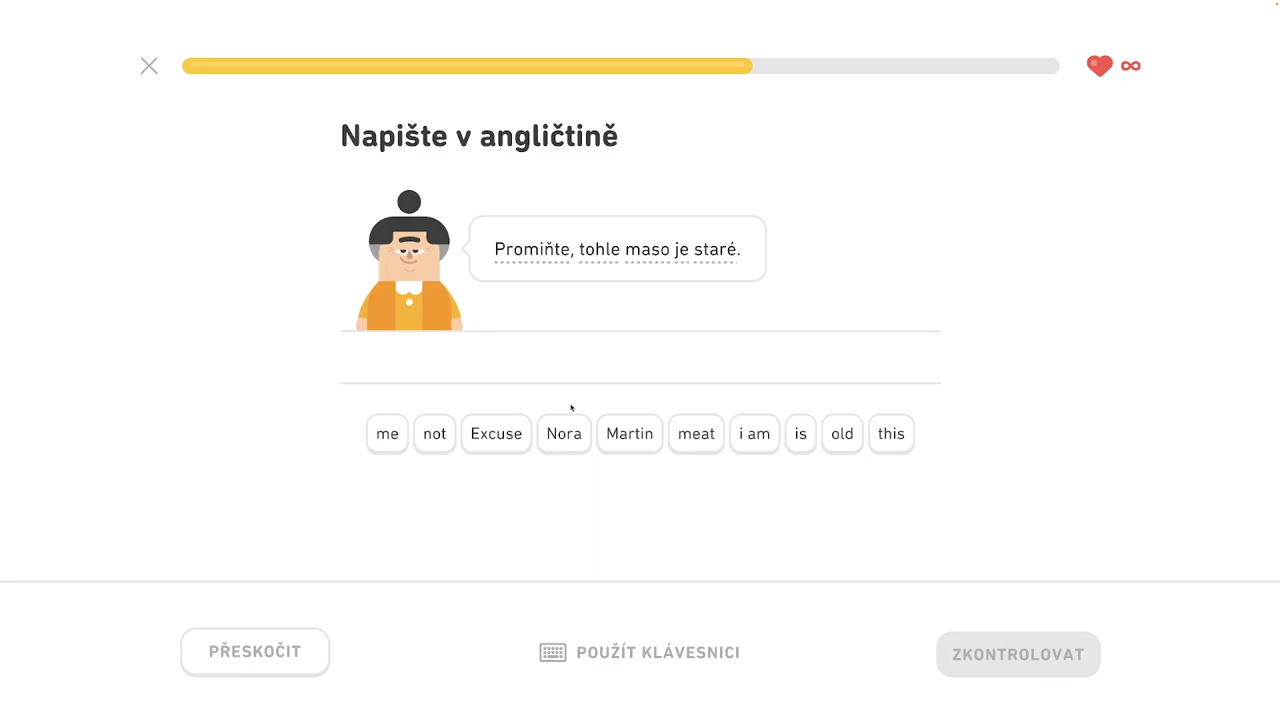 Napište v angličtině
Promiňte, tohle maso je staré.
me not Excuse Nora Martin meat i am is old this
PŘESKOČIT
POUŽÍT KLÁVESNICI
ZKONTROLOVAT